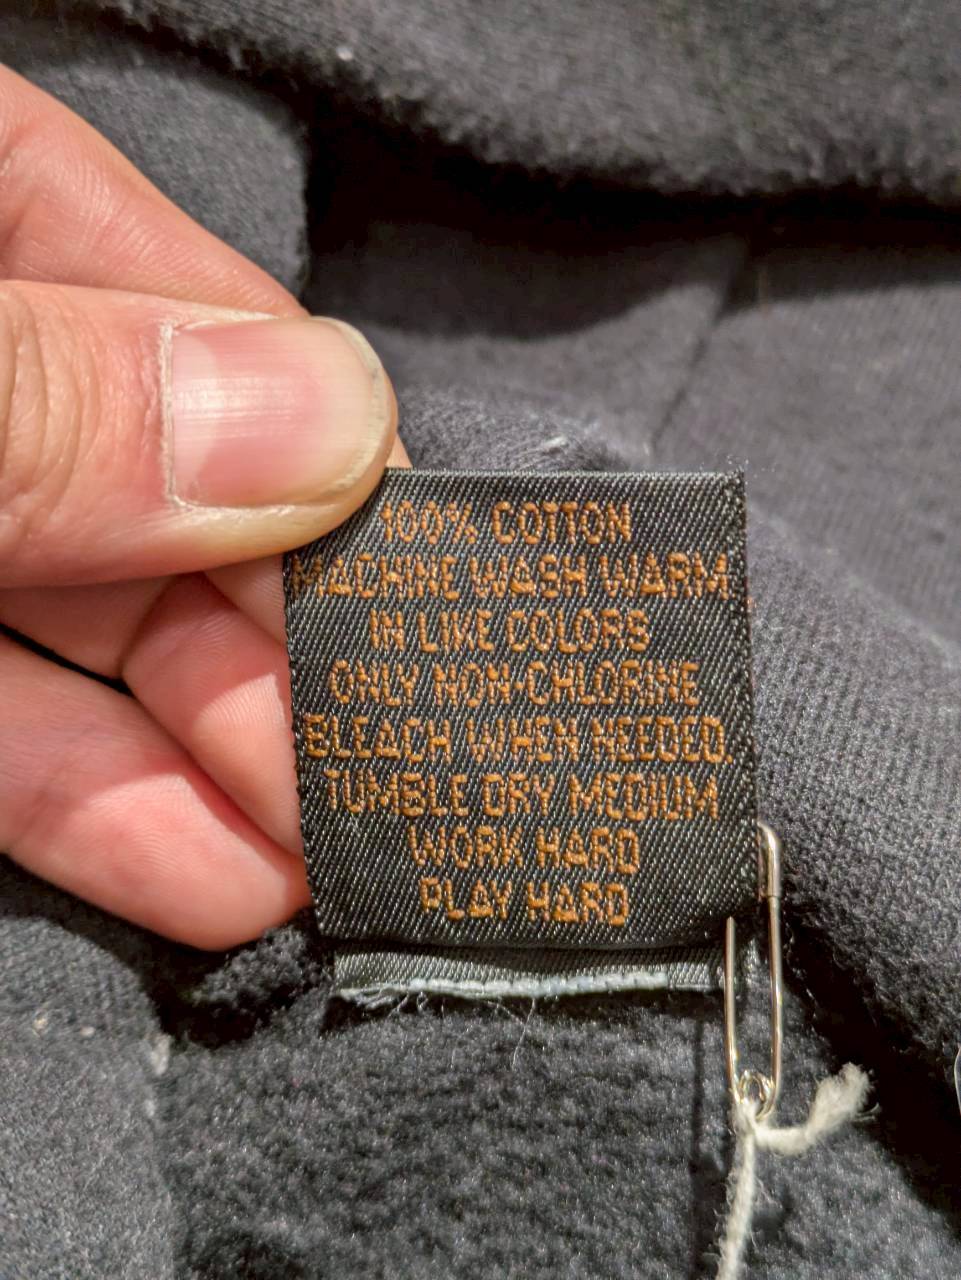 100% COTTON
MACHINE WASH WARM
IN LIKE COLORS
ONLY NON-CHLORINE
BLEACH WHEN NEEDED.
TUMBLE DRY MEDIUM
WORK HARD
PLAY HARD